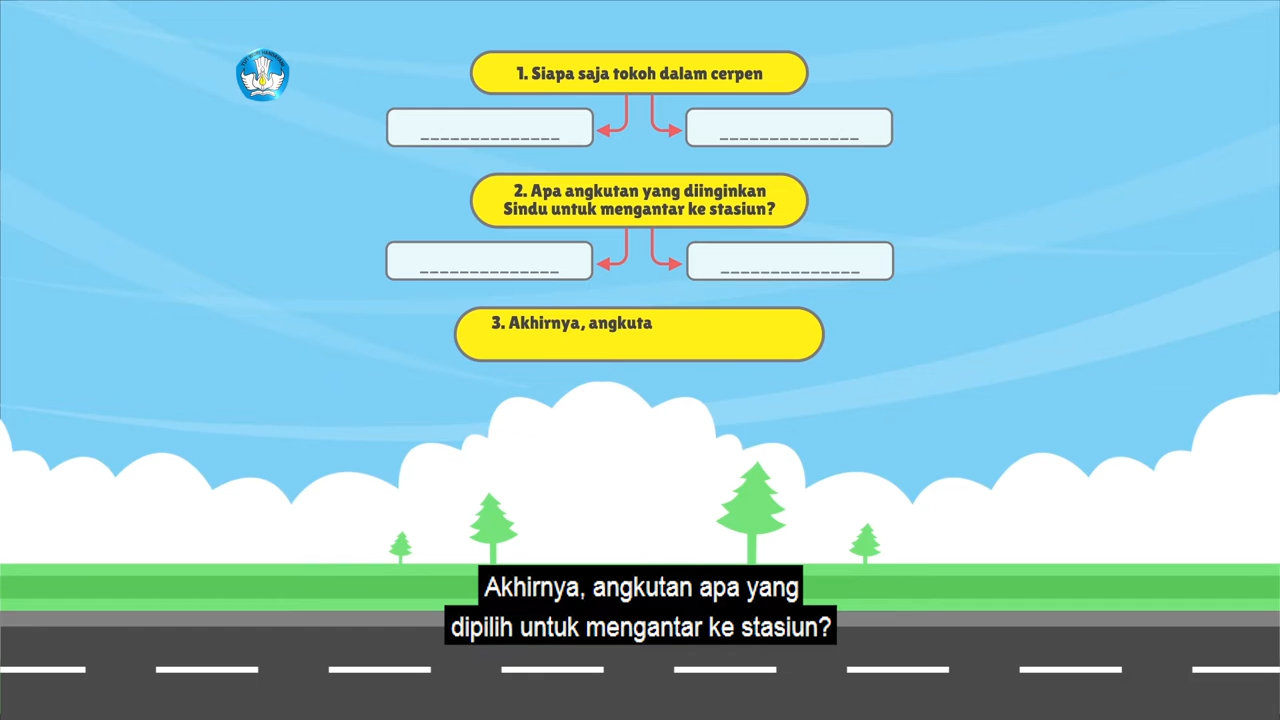 1. Siapa saja tokoh dalam cerpen
2. Apa angkutan yang diinginkan
Sindu untuk mengantar ke stasiun?
3. Akhirnya, angkuta
Akhirnya, angkutan apa yang
dipilih untuk mengantar ke stasiun?